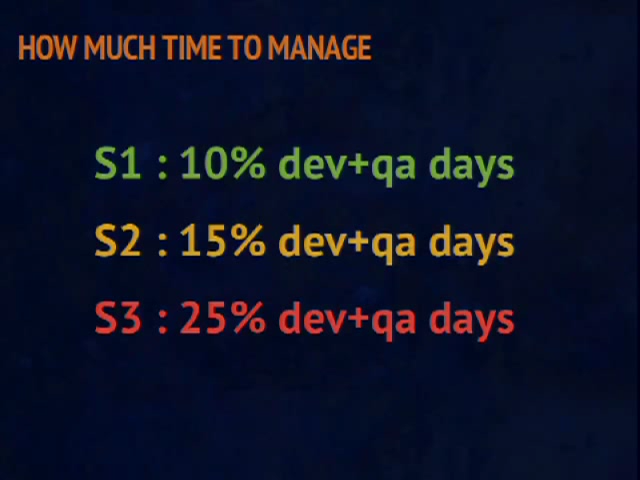 HOW MUCH TIME TO MANAGE
S1 : 10% dev+qa days
S2 : 15% dev+qa days
S3 : 25% dev+qa days